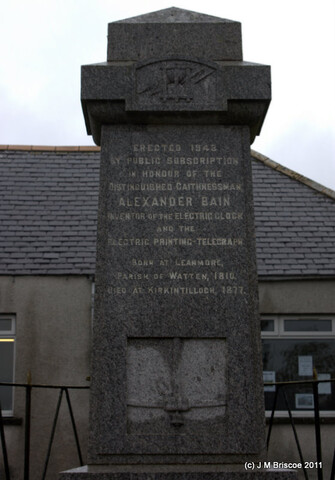 ERECTED 1943
BY PUBLIC SUBSCRIPTION
IN HONOUR OF THE
DISTINGUISHED CAITHNESSMAN,
ALEXANDER BAIN
INVENTOR OF THE ELECTRIC CLOCK
AND THE
ELECTRIC PRINTING-TELEGRAPH.
BORN AT LEANMORE,
PARISH OF WATTEN, 1810.
DIED AT KIRKINTILLOCH, 1877.
(c) J M Briscoe 2011